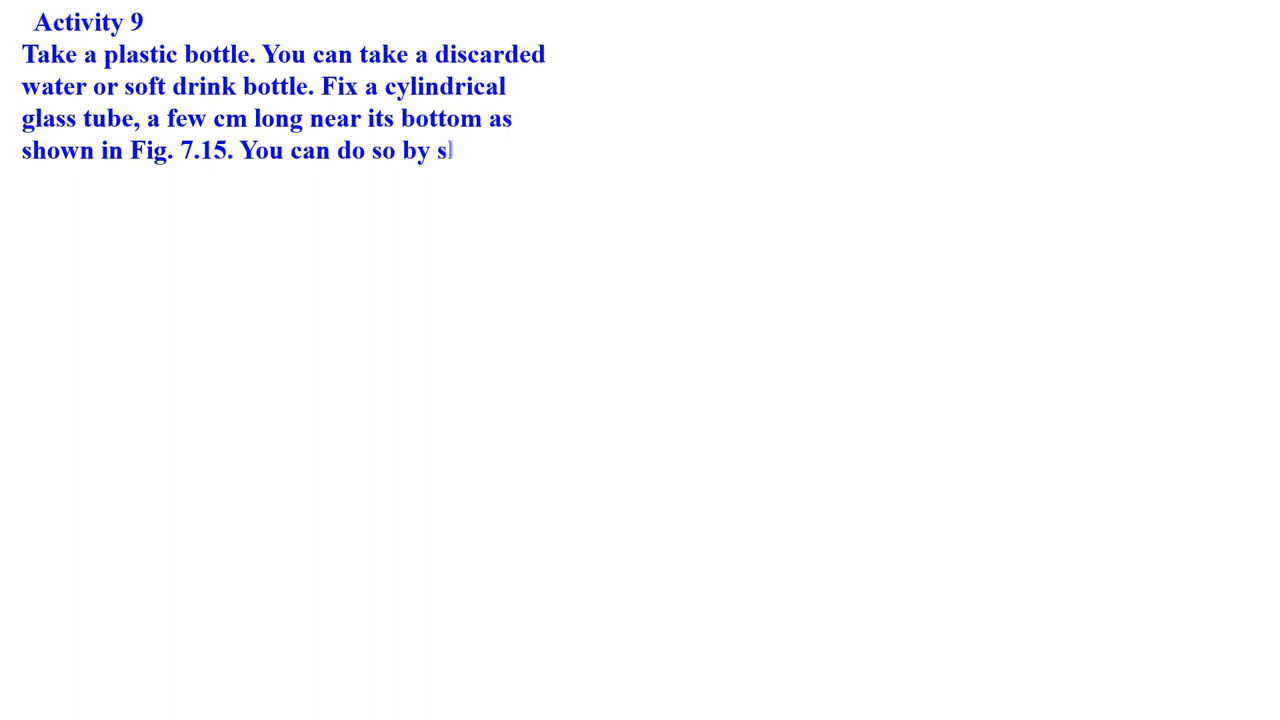 Activity 9
Take a plastic bottle. You can take a discarded
water or soft drink bottle. Fix a cylindrical
glass tube, a few cm long near its bottom as
shown in Fig. 7.15. You can do so by